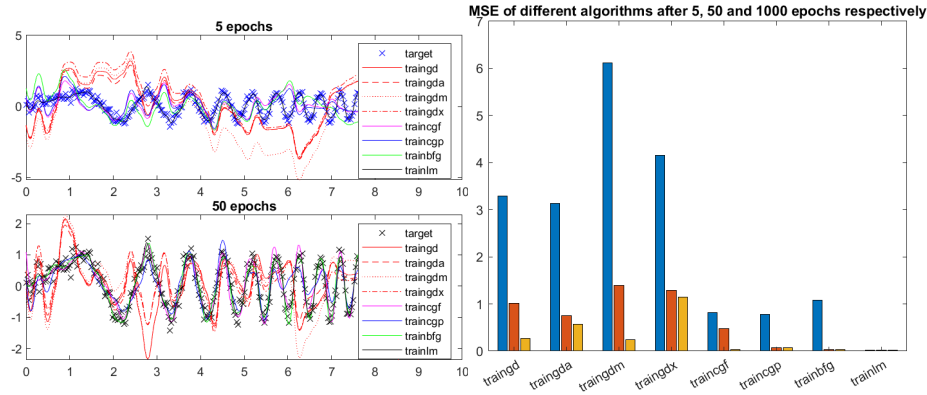 5 epochs
5
0
-5
0 1 2 3 4 5 6 7 8 9 10
target
traingd
traingda
traingdm
traingdx
traincgf
traincgp
trainbfg
trainlm
50 epochs
2
1
0
-1
-2
0 1 2 3 4 5 6 7 8 9 10
target
traingd
traingda
traingdm
traingdx
traincgf
traincgp
trainbfg
trainlm
MSE of different algorithms after 5, 50 and 1000 epochs respectively
7
6
5
4
3
2
1
0
traingd traingda traingdm traingdx traincgf traincgp trainbfg trainlm